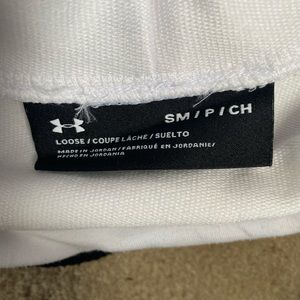 SM / P / CH
LOOSE / COUPE LÂCHE / SUELTO
MADE IN JORDAN / FABRIQUÉ EN JORDANIE /
HECHO EN JORDANIA